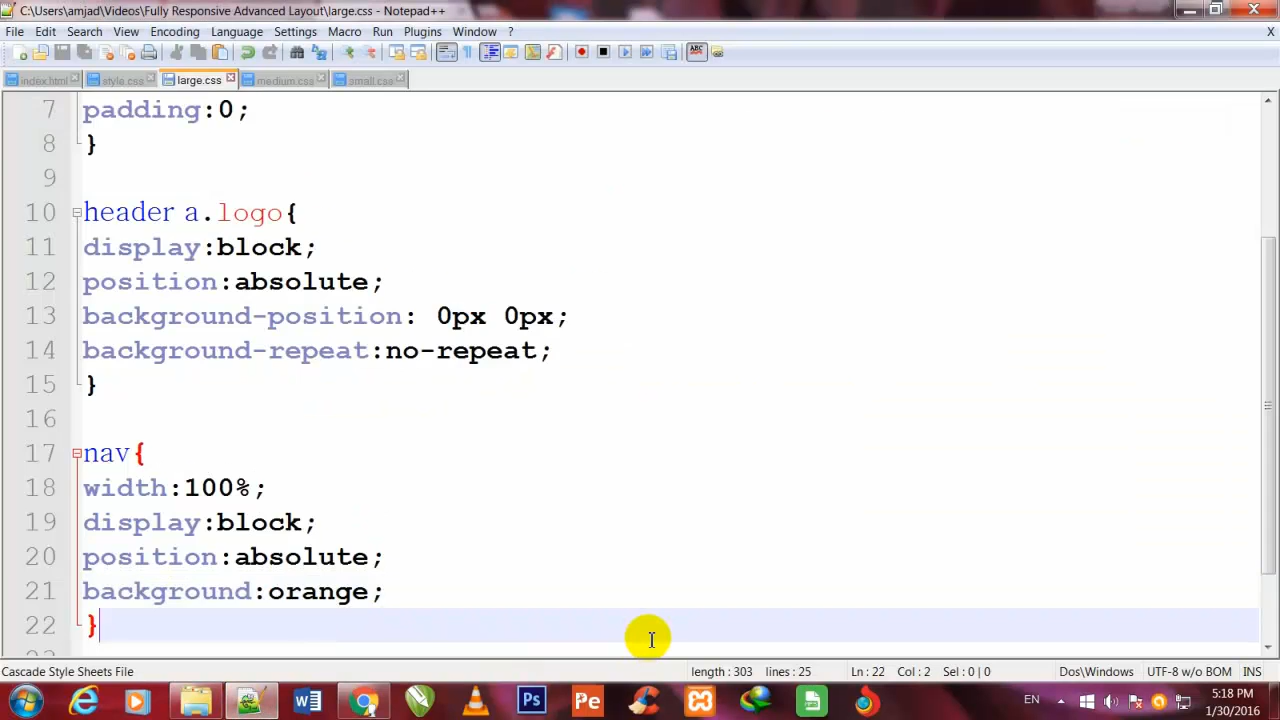 C:\Users\amjad\Videos\Fully Responsive Advanced Layout\large.css - Notepad++
File Edit Search View Encoding Language Settings Macro Run Plugins Window ? X
index.html style.css large.css medium.css small.css
7 padding:0;
8 }
9
10 header a.logo{
11 display:block;
12 position:absolute;
13 background-position: 0px 0px;
14 background-repeat:no-repeat;
15 }
16
17 nav{
18 width:100%;
19 display:block;
20 position:absolute;
21 background:orange;
22 }
Cascade Style Sheets File length : 303 lines : 25 Ln : 22 Col : 2 Sel : 0 | 0 Dos\Windows UTF-8 w/o BOM INS
Ps Pe EN 5:18 PM
1/30/2016